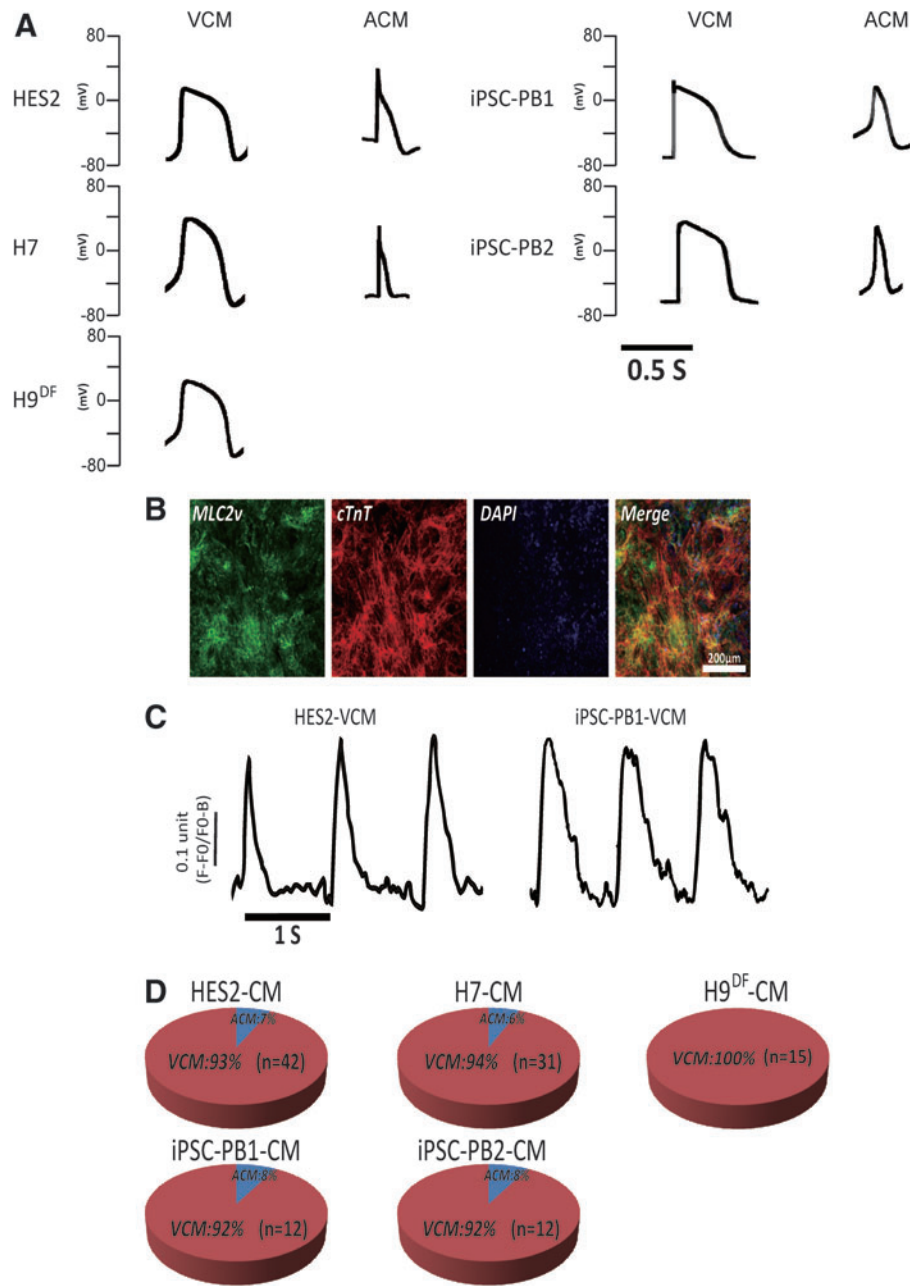 A
VCM
ACM
VCM
ACM
80
HES2
(mV)
0
-80
80
iPSC-PB1
(mV)
0
-80
80
H7
(mV)
0
-80
80
iPSC-PB2
(mV)
0
-80
0.5 S
80
H9DF
(mV)
0
-80
B
MLC2v
cTnT
DAPI
Merge
200µm
C
HES2-VCM
iPSC-PB1-VCM
0.1 unit
(F-F0/F0-B)
1 S
D
HES2-CM
H7-CM
H9DF-CM
ACM:7%
VCM:93% (n=42)
ACM:6%
VCM:94% (n=31)
VCM:100% (n=15)
iPSC-PB1-CM
iPSC-PB2-CM
ACM:8%
VCM:92% (n=12)
ACM:8%
VCM:92% (n=12)